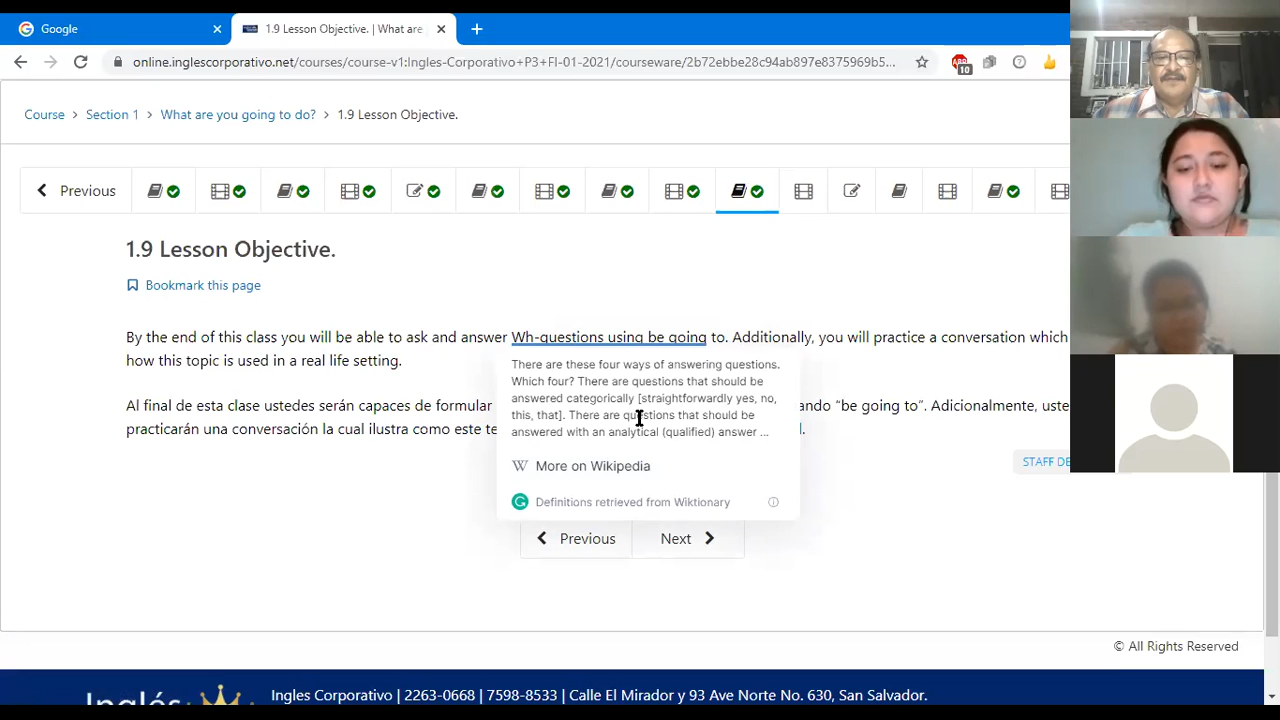 Google
1.9 Lesson Objective. | What are
online.inglescorporativo.net/courses/course-v1:Ingles-Corporativo+P3+FI-01-2021/courseware/2b72ebbe28c94ab897e8375969b5...
10
Course > Section 1 > What are you going to do? > 1.9 Lesson Objective.
Previous
1.9 Lesson Objective.
Bookmark this page
By the end of this class you will be able to ask and answer Wh-questions using be going to. Additionally, you will practice a conversation which
how this topic is used in a real life setting.
There are these four ways of answering questions.
Which four? There are questions that should be
answered categorically [straightforwardly yes, no,
this, that]. There are questions that should be
answered with an analytical (qualified) answer ...
Al final de esta clase ustedes serán capaces de formular ando “be going to”. Adicionalmente, uste
practicarán una conversación la cual ilustra como este te l.
W More on Wikipedia
STAFF DE
Definitions retrieved from Wiktionary
Previous
Next
© All Rights Reserved
Inglés
Ingles Corporativo | 2263-0668 | 7598-8533 | Calle El Mirador y 93 Ave Norte No. 630, San Salvador.